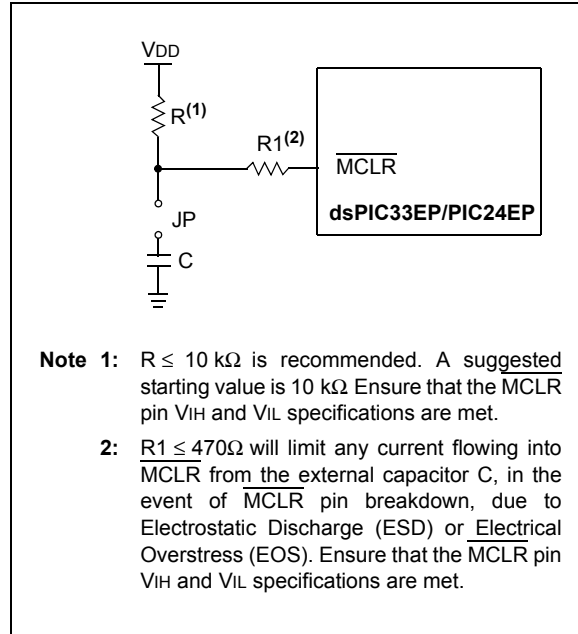 VDD
R(1)
R1(2)
MCLR
JP
dsPIC33EP/PIC24EP
C
Note 1: R ≤ 10 kΩ is recommended. A suggested
starting value is 10 kΩ Ensure that the MCLR
pin VIH and VIL specifications are met.
2: R1 ≤ 470Ω will limit any current flowing into
MCLR from the external capacitor C, in the
event of MCLR pin breakdown, due to
Electrostatic Discharge (ESD) or Electrical
Overstress (EOS). Ensure that the MCLR pin
VIH and VIL specifications are met.